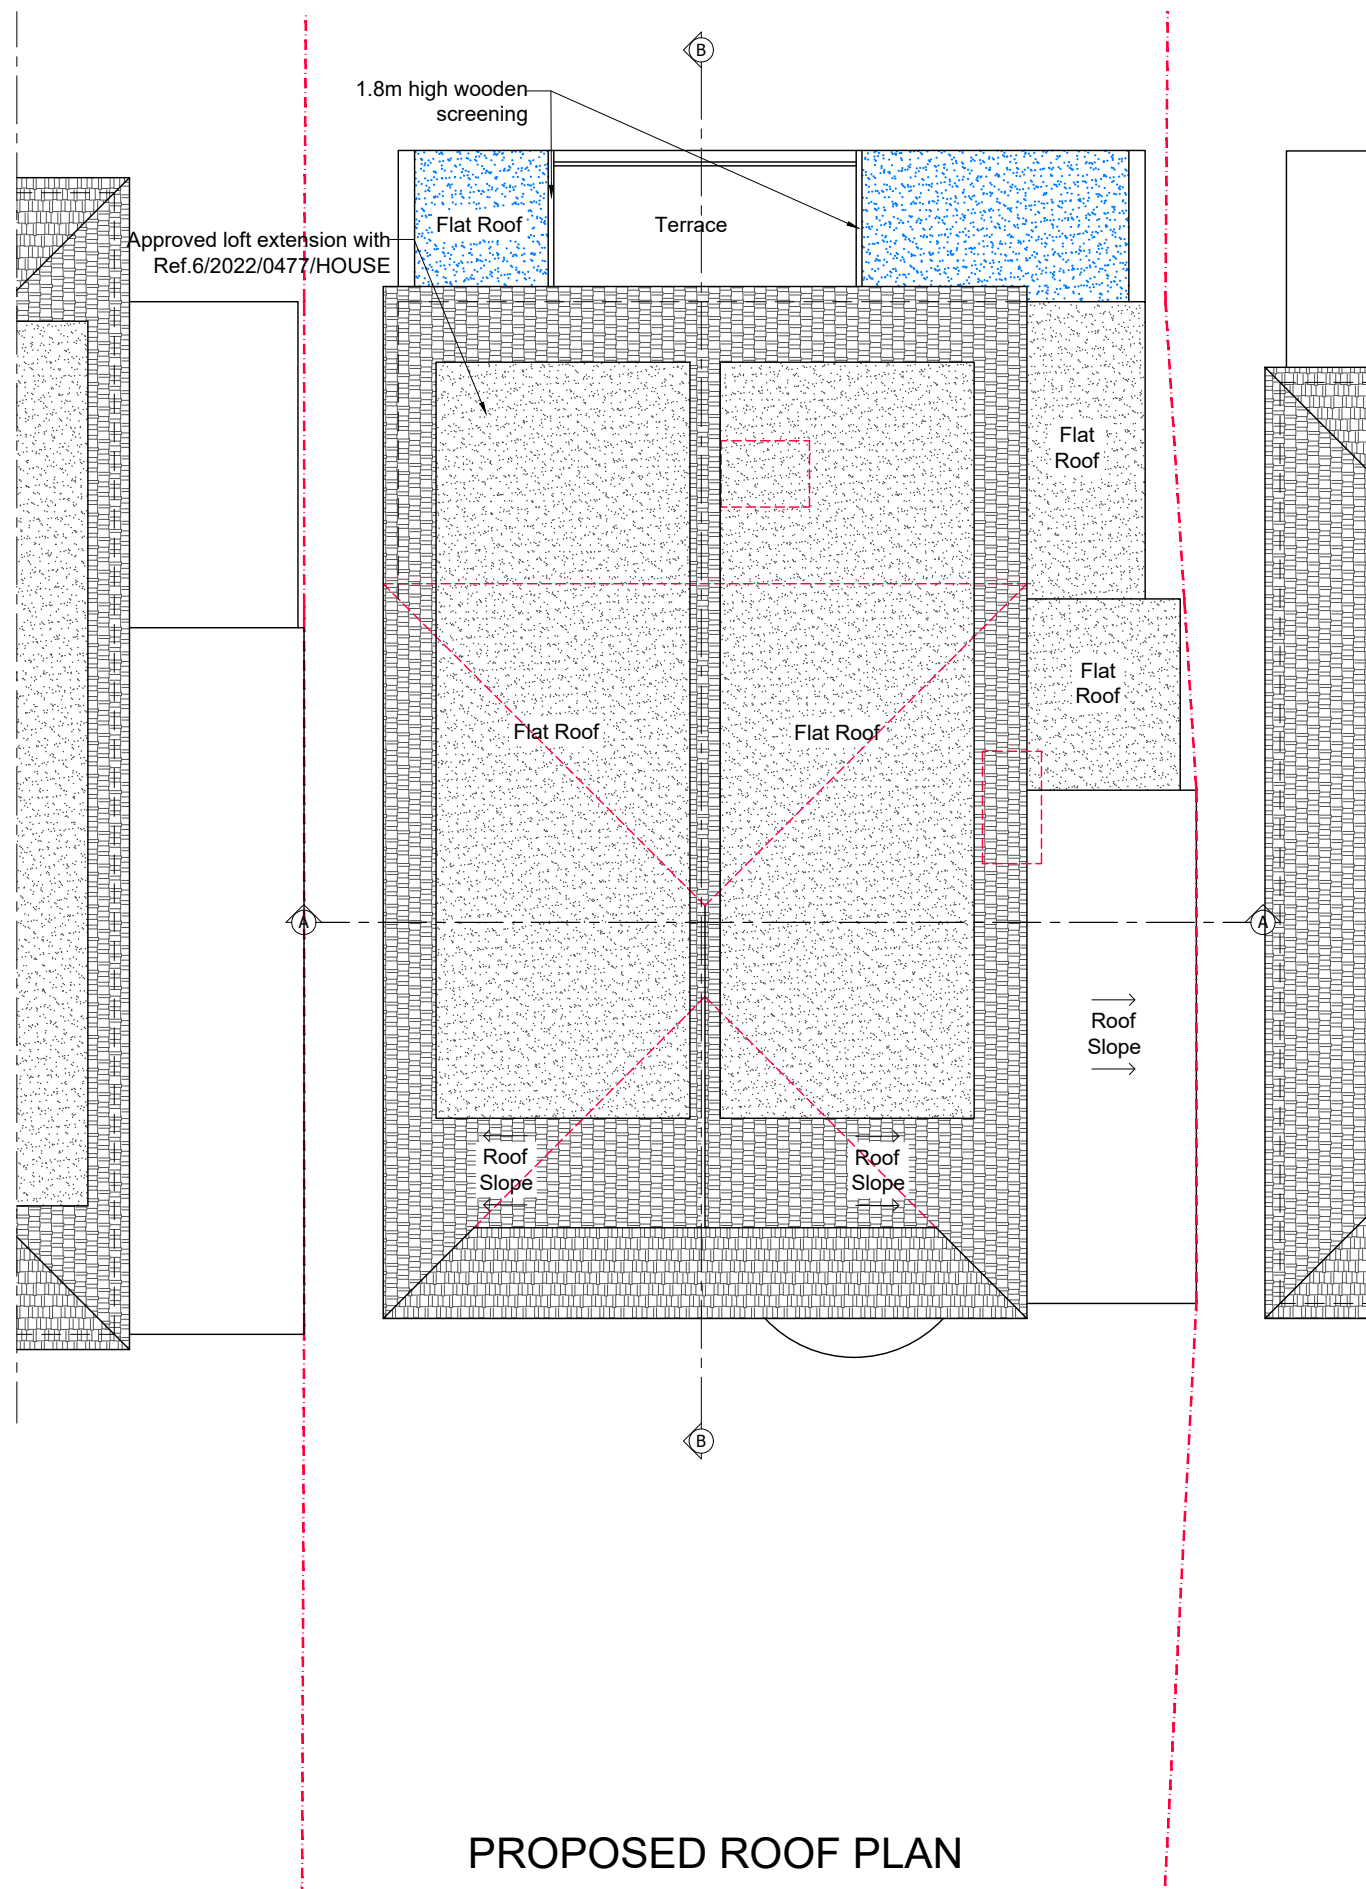 B
1.8m high wooden
screening
Flat Roof
Terrace
Approved loft extension with
Ref.6/2022/0477/HOUSE
Flat
Roof
Flat
Roof
Flat Roof
Flat Roof
A
A
Roof
Slope
Roof
Slope
Roof
Slope
B
PROPOSED ROOF PLAN